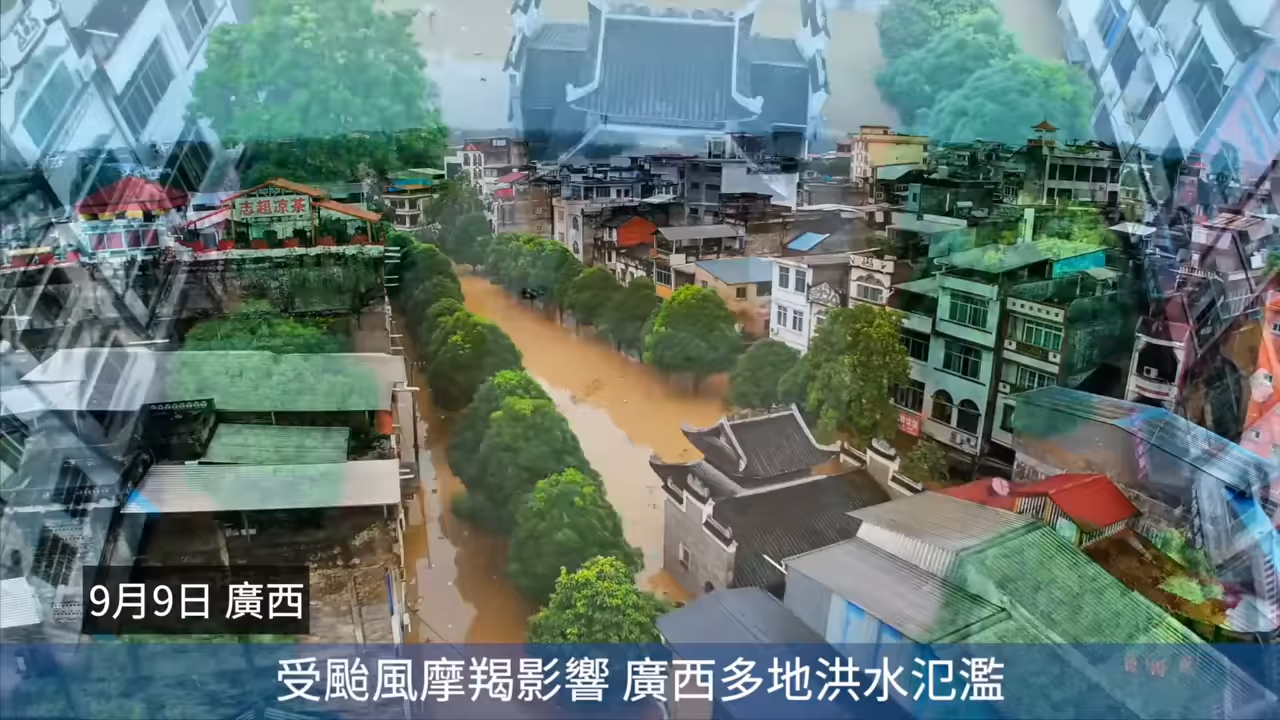 志祖凉茶
9月9日 廣西
受颱風摩羯影響 廣西多地洪水氾濫